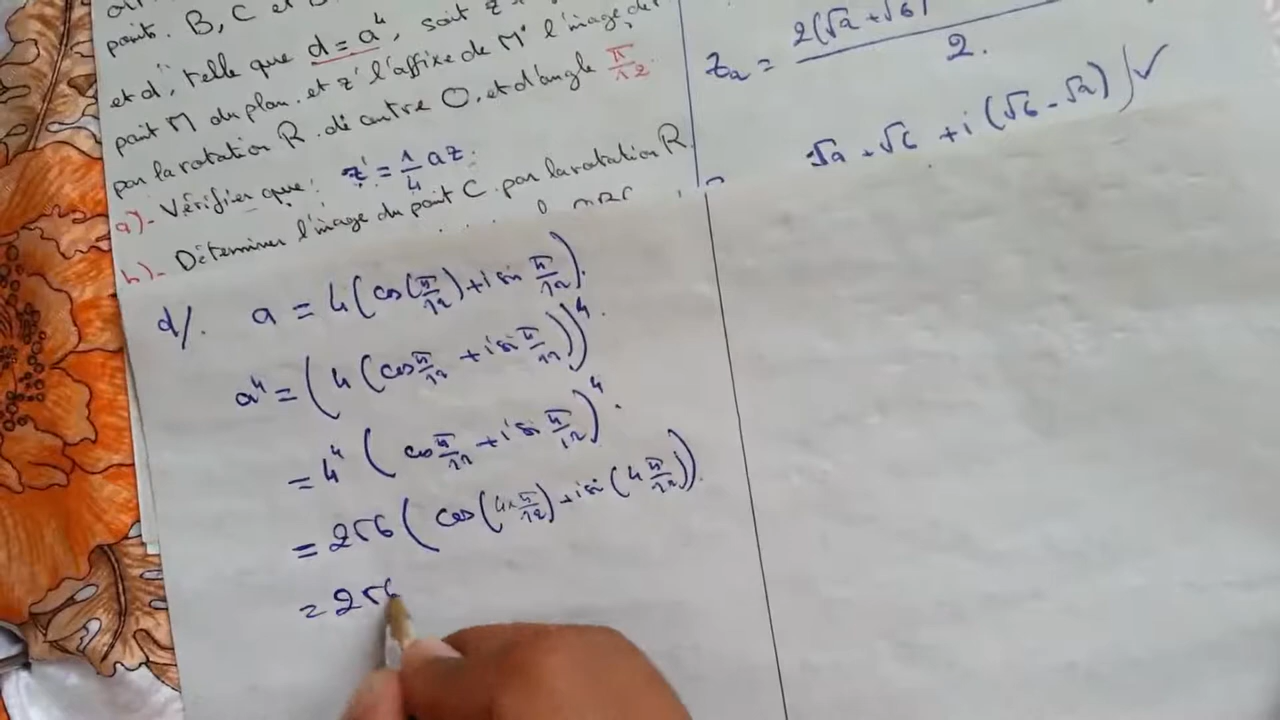 points. B, C et
et d, telle que d = a⁴, soit z
point M du plan. et z' l'affixe de M' l'image de
par la rotation R. de centre O. et d'angle π/12
a)- Vérifier que: z' = 1/4 az.
b)- Déterminer l'image du point C. par la rotation R.
d/. a = 4(cos(π/12)+i sin π/12).
a⁴ = (4(cos π/12 + i sin π/12))⁴.
= 4⁴ (cos π/12 + i sin π/12)⁴.
= 256 (cos(4×π/12)+i sin(4 π/12)).
= 256
z₂ = 2(√2+√6)/2.
√2+√6 + i(√6-√2)